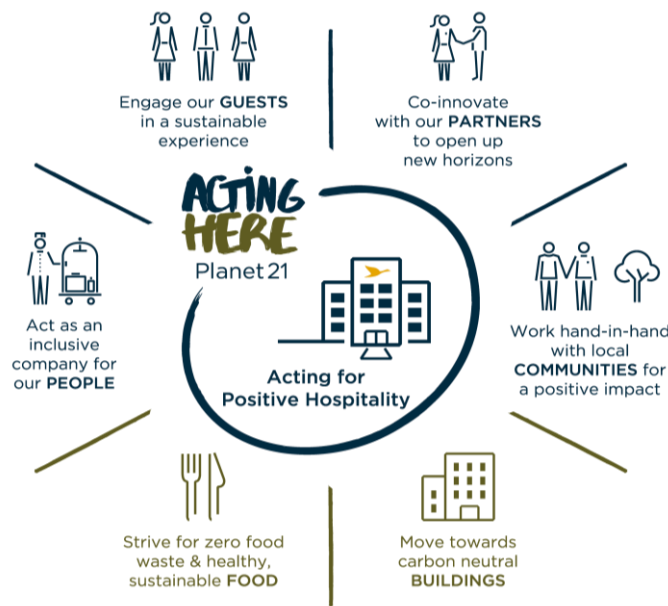 Engage our GUESTS
in a sustainable
experience
Co-innovate
with our PARTNERS
to open up
new horizons
ACTING
HERE
Planet 21
Act as an
inclusive
company for
our PEOPLE
Acting for
Positive Hospitality
Work hand-in-hand
with local
COMMUNITIES for
a positive impact
Strive for zero food
waste & healthy,
sustainable FOOD
Move towards
carbon neutral
BUILDINGS